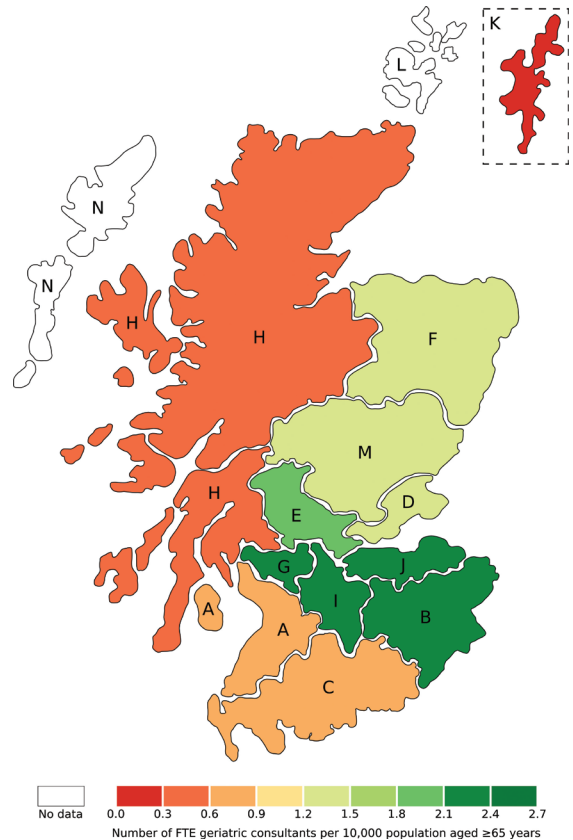 K
L
N
N
H
H
F
M
H
D
E
J
G
I
A
B
A
C
No data
0.0 0.3 0.6 0.9 1.2 1.5 1.8 2.1 2.4 2.7
Number of FTE geriatric consultants per 10,000 population aged ≥65 years